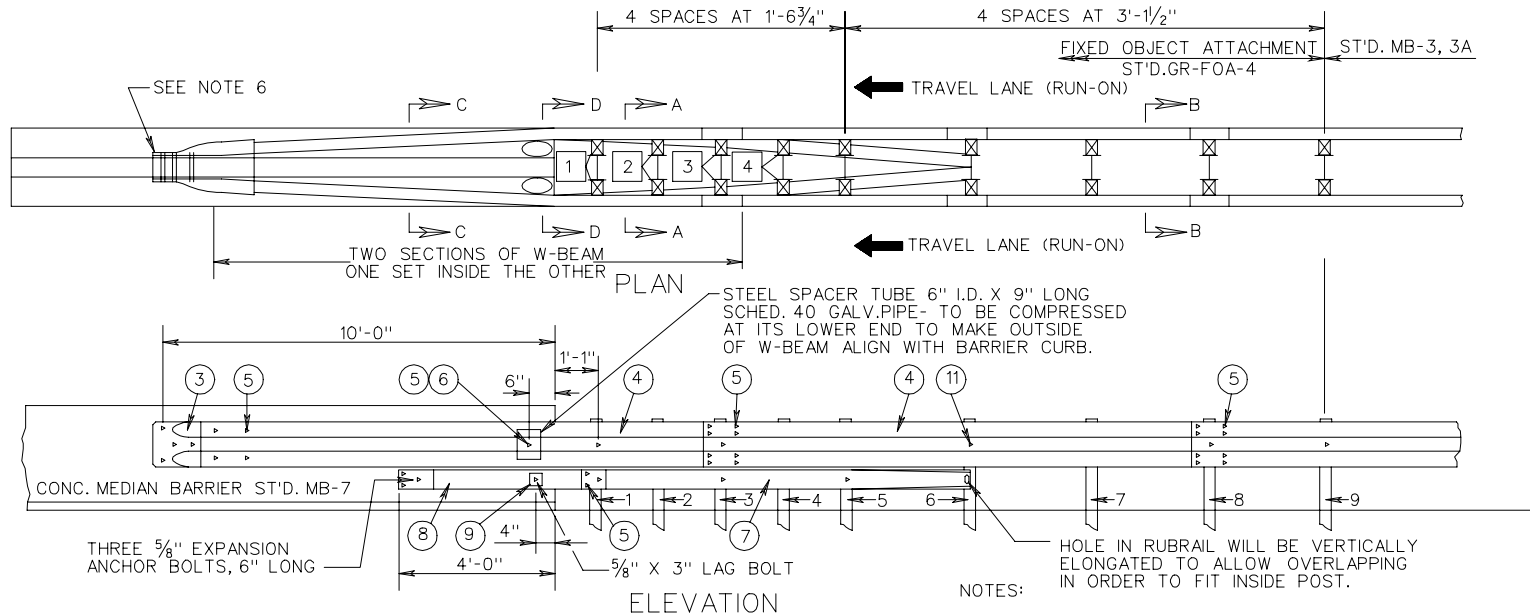 4 SPACES AT 1'-6¾"
4 SPACES AT 3'-1½"
FIXED OBJECT ATTACHMENT
ST'D.GR-FOA-4
ST'D. MB-3, 3A
SEE NOTE 6
C
D
A
TRAVEL LANE (RUN-ON)
B
1
2
3
4
C
D
A
TRAVEL LANE (RUN-ON)
B
TWO SECTIONS OF W-BEAM
ONE SET INSIDE THE OTHER
PLAN
STEEL SPACER TUBE 6" I.D. X 9" LONG
SCHED. 40 GALV.PIPE- TO BE COMPRESSED
AT ITS LOWER END TO MAKE OUTSIDE
OF W-BEAM ALIGN WITH BARRIER CURB.
10'-0"
1'-1"
6"
3
5
5
6
4
5
4
11
5
CONC. MEDIAN BARRIER ST'D. MB-7
1
2
3
4
5
6
7
8
9
8
9
4"
5
7
THREE ⅝" EXPANSION
ANCHOR BOLTS, 6" LONG
4'-0"
⅝" X 3" LAG BOLT
HOLE IN RUBRAIL WILL BE VERTICALLY
ELONGATED TO ALLOW OVERLAPPING
IN ORDER TO FIT INSIDE POST.
NOTES:
ELEVATION